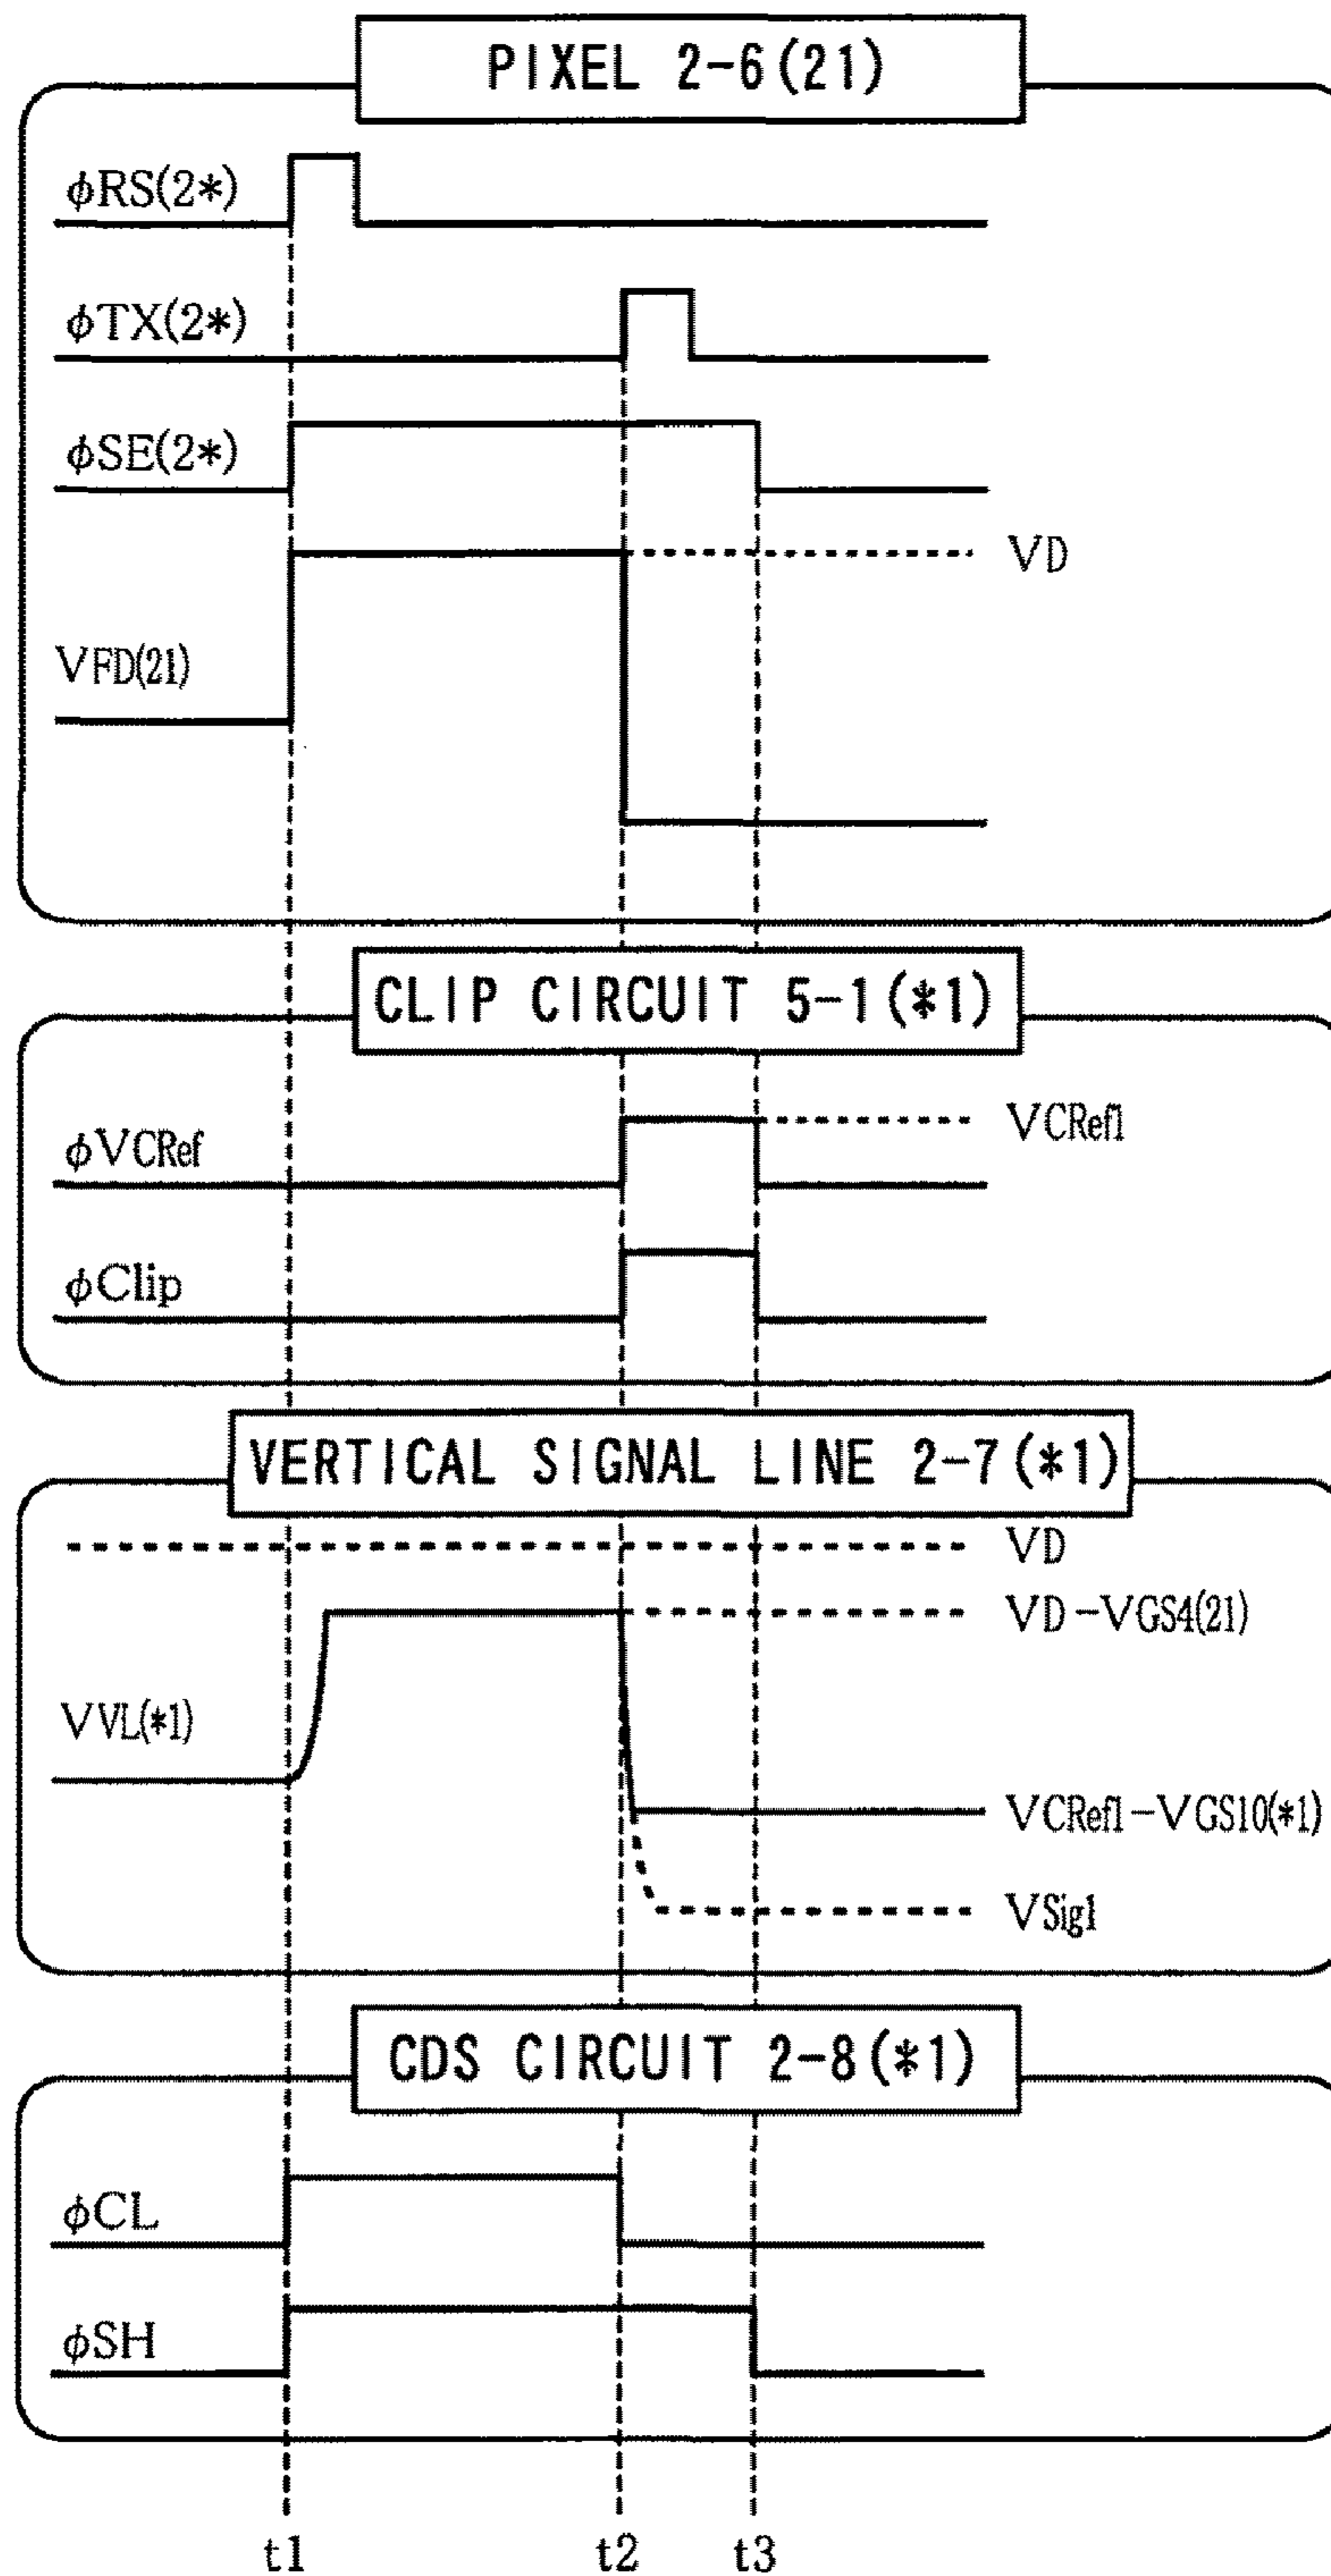 PIXEL 2-6(21)
ϕRS(2*)
ϕTX(2*)
ϕSE(2*)
VD
VFD(21)
CLIP CIRCUIT 5-1(*1)
VCRef1
ϕVCRef
ϕClip
VERTICAL SIGNAL LINE 2-7(*1)
VD
VD-VGS4(21)
VVL(*1)
VCRef1-VGS10(*1)
VSig1
CDS CIRCUIT 2-8(*1)
ϕCL
ϕSH
t1 t2 t3